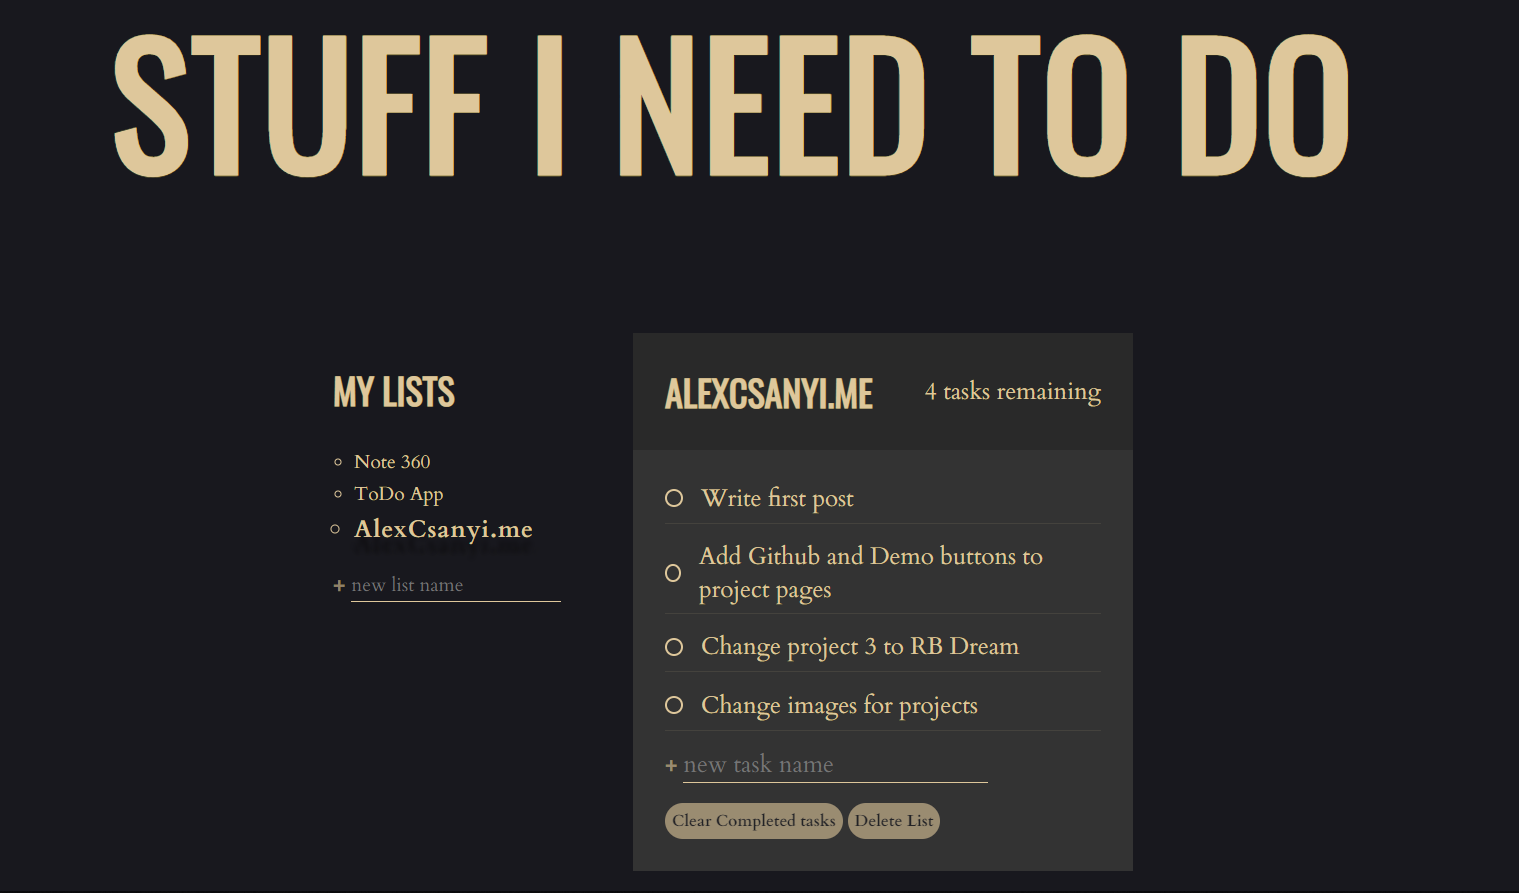 STUFF I NEED TO DO
MY LISTS
Note 360
ToDo App
AlexCsanyi.me
+ new list name
ALEXCSANYI.ME
4 tasks remaining
Write first post
Add Github and Demo buttons to
project pages
Change project 3 to RB Dream
Change images for projects
+ new task name
Clear Completed tasks
Delete List